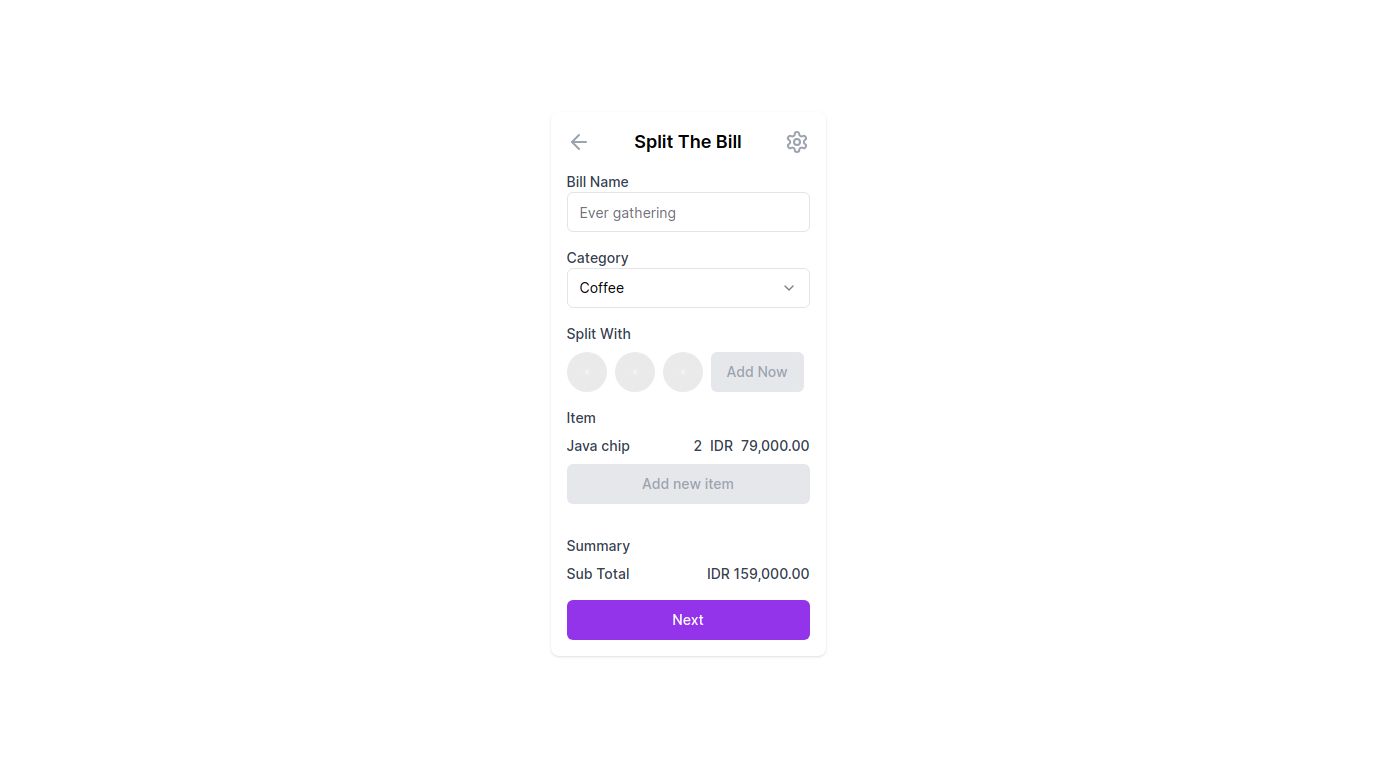 Split The Bill
Bill Name
Ever gathering
Category
Coffee
Split With
Add Now
Item
Java chip 2 IDR 79,000.00
Add new item
Summary
Sub Total IDR 159,000.00
Next